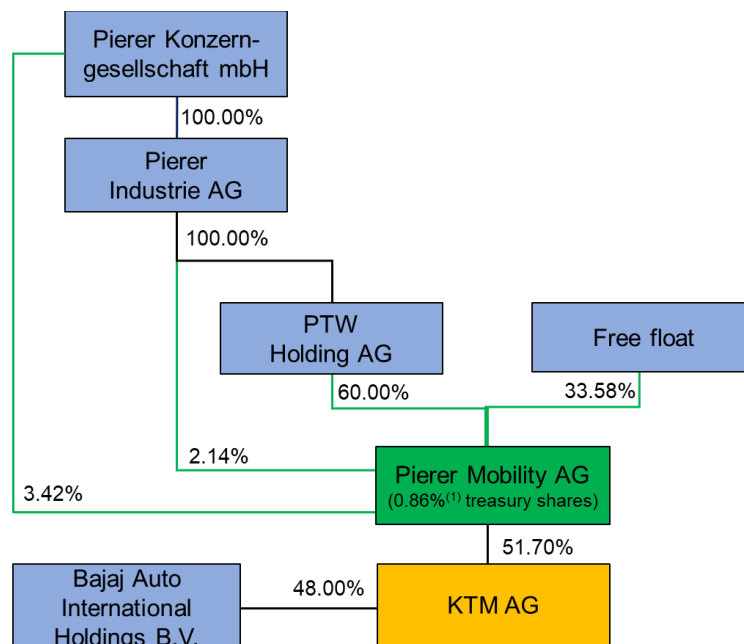 Pierer Konzern-
gesellschaft mbH
100.00%
Pierer
Industrie AG
100.00%
PTW
Holding AG
Free float
60.00%
33.58%
2.14%
3.42%
Pierer Mobility AG
(0.86%(1) treasury shares)
51.70%
Bajaj Auto
International
Holdings B.V.
48.00%
KTM AG